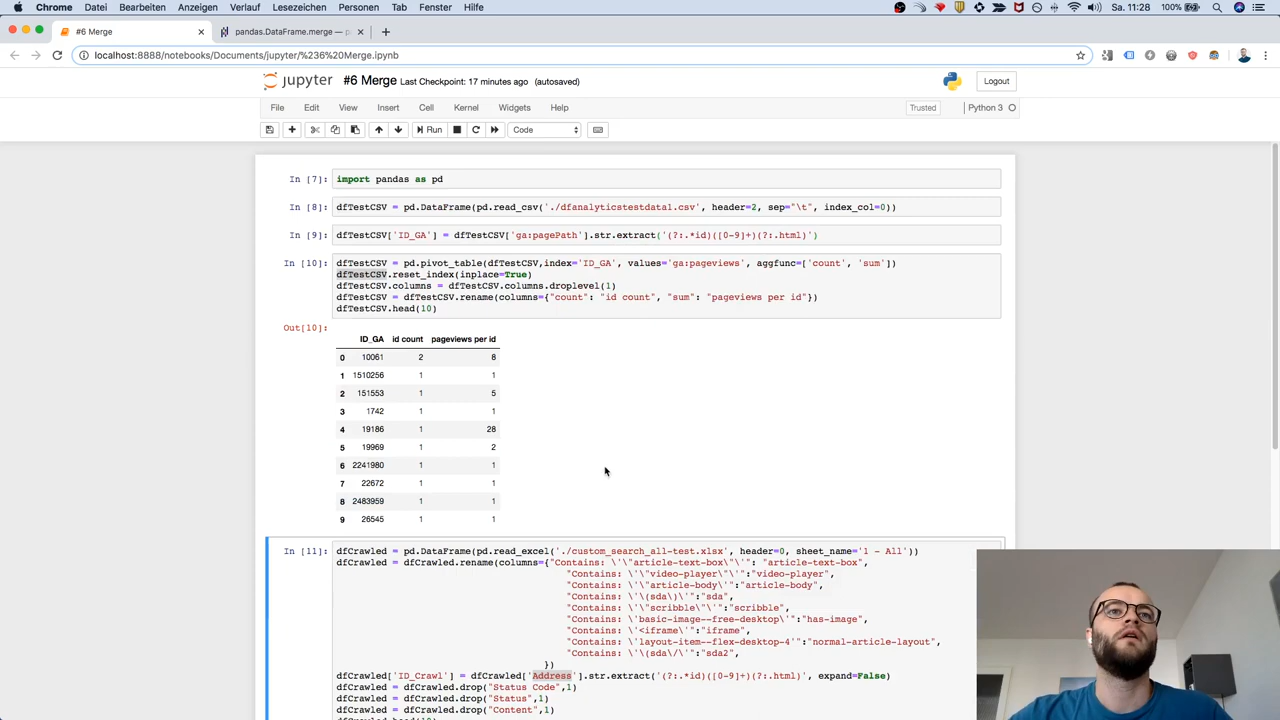 Chrome Datei Bearbeiten Anzeigen Verlauf Lesezeichen Personen Tab Fenster Hilfe Sa. 11:28 100%
#6 Merge pandas.DataFrame.merge —
localhost:8888/notebooks/Documents/jupyter/%236%20Merge.ipynb
jupyter #6 Merge Last Checkpoint: 17 minutes ago (autosaved) Logout
File Edit View Insert Cell Kernel Widgets Help Trusted Python 3
Run Code
In [7]: import pandas as pd
In [8]: dfTestCSV = pd.DataFrame(pd.read_csv('./dfanalyticstestdata1.csv', header=2, sep="\t", index_col=0))
In [9]: dfTestCSV['ID_GA'] = dfTestCSV['ga:pagePath'].str.extract('(?:.*id)([0-9]+)(?:.html)')
In [10]: dfTestCSV = pd.pivot_table(dfTestCSV,index='ID_GA', values='ga:pageviews', aggfunc=['count', 'sum'])
dfTestCSV.reset_index(inplace=True)
dfTestCSV.columns = dfTestCSV.columns.droplevel(1)
dfTestCSV = dfTestCSV.rename(columns={"count": "id count", "sum": "pageviews per id"})
dfTestCSV.head(10)
Out[10]:
ID_GA id count pageviews per id
0 10061 2 8
1 1510256 1 1
2 151553 1 5
3 1742 1 1
4 19186 1 28
5 19969 1 2
6 2241980 1 1
7 22672 1 1
8 2483959 1 1
9 26545 1 1
In [11]: dfCrawled = pd.DataFrame(pd.read_excel('./custom_search_all-test.xlsx', header=0, sheet_name='1 - All'))
dfCrawled = dfCrawled.rename(columns={"Contains: \'\"article-text-box\"\'": "article-text-box",
"Contains: \'\"video-player\"\'":"video-player",
"Contains: \'\"article-body\"\'":"article-body",
"Contains: \'\(sda\)\'":"sda",
"Contains: \'\"scribble\"\'":"scribble",
"Contains: \'basic-image--free-desktop\'":"has-image",
"Contains: \'<iframe\'":"iframe",
"Contains: \'layout-item--flex-desktop-4'":"normal-article-layout",
"Contains: \'\(sda\/\'":"sda2",
})
dfCrawled['ID_Crawl'] = dfCrawled['Address'].str.extract('(?:.*id)([0-9]+)(?:.html)', expand=False)
dfCrawled = dfCrawled.drop("Status Code",1)
dfCrawled = dfCrawled.drop("Status",1)
dfCrawled = dfCrawled.drop("Content",1)